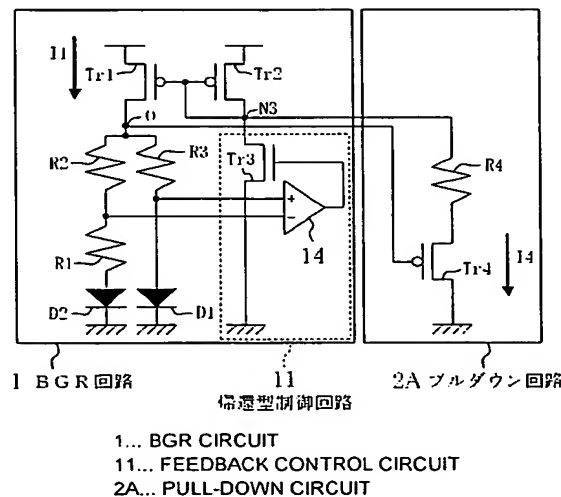 I1
Tr1
Tr2
O
N3
R2
R3
Tr3
R4
+
-
14
R1
Tr4
I4
D2
D1
1 BGR回路
11
帰還型制御回路
2A プルダウン回路
1... BGR CIRCUIT
11... FEEDBACK CONTROL CIRCUIT
2A... PULL-DOWN CIRCUIT